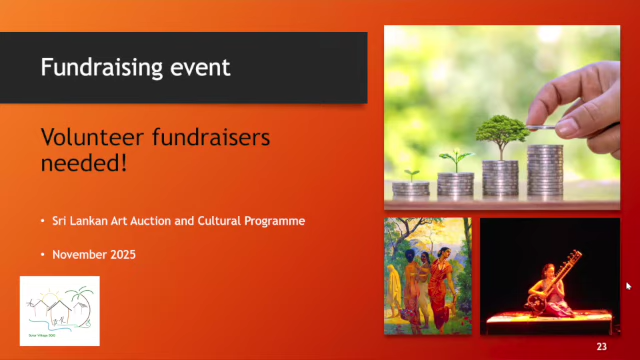 Fundraising event
Volunteer fundraisers
needed!
• Sri Lankan Art Auction and Cultural Programme
• November 2025
23